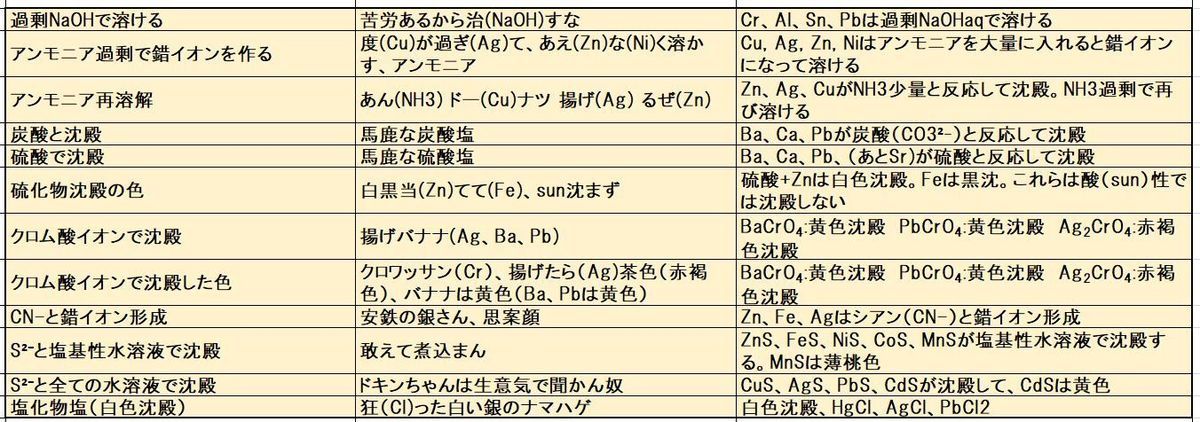 過剰NaOHで溶ける
苦労あるから治(NaOH)すな
Cr、Al、Sn、Pbは過剰NaOHaqで溶ける
アンモニア過剰で錯イオンを作る
度(Cu)が過ぎ(Ag)て、あえ(Zn)な(Ni)く溶か
す、アンモニア
Cu, Ag, Zn, Niはアンモニアを大量に入れると錯イオン
になって溶ける
アンモニア再溶解
あん(NH3) ドー(Cu)ナツ 揚げ(Ag) るぜ(Zn)
Zn、Ag、CuがNH3少量と反応して沈殿。NH3過剰で再
び溶ける
炭酸と沈殿
馬鹿な炭酸塩
Ba、Ca、Pbが炭酸(CO3²⁻)と反応して沈殿
硫酸で沈殿
馬鹿な硫酸塩
Ba、Ca、Pb、(あとSr)が硫酸と反応して沈殿
硫化物沈殿の色
白黒当(Zn)てて(Fe)、sun沈まず
硫酸+Znは白色沈殿。Feは黒沈。これらは酸(sun)性で
は沈殿しない
クロム酸イオンで沈殿
揚げバナナ(Ag、Ba、Pb)
BaCrO₄:黄色沈殿 PbCrO₄:黄色沈殿 Ag₂CrO₄:赤褐
色沈殿
クロム酸イオンで沈殿した色
クロワッサン(Cr)、揚げたら(Ag)茶色(赤褐
色)、バナナは黄色(Ba、Pbは黄色)
BaCrO₄:黄色沈殿 PbCrO₄:黄色沈殿 Ag₂CrO₄:赤褐
色沈殿
CN-と錯イオン形成
安鉄の銀さん、思案顔
Zn、Fe、Agはシアン(CN-)と錯イオン形成
S²⁻と塩基性水溶液で沈殿
敢えて煮込まん
ZnS、FeS、NiS、CoS、MnSが塩基性水溶液で沈殿す
る。MnSは薄桃色
S²⁻と全ての水溶液で沈殿
ドキンちゃんは生意気で聞かん奴
CuS、AgS、PbS、CdSが沈殿して、CdSは黄色
塩化物塩(白色沈殿)
狂(Cl)った白い銀のナマハゲ
白色沈殿、HgCl、AgCl、PbCl2